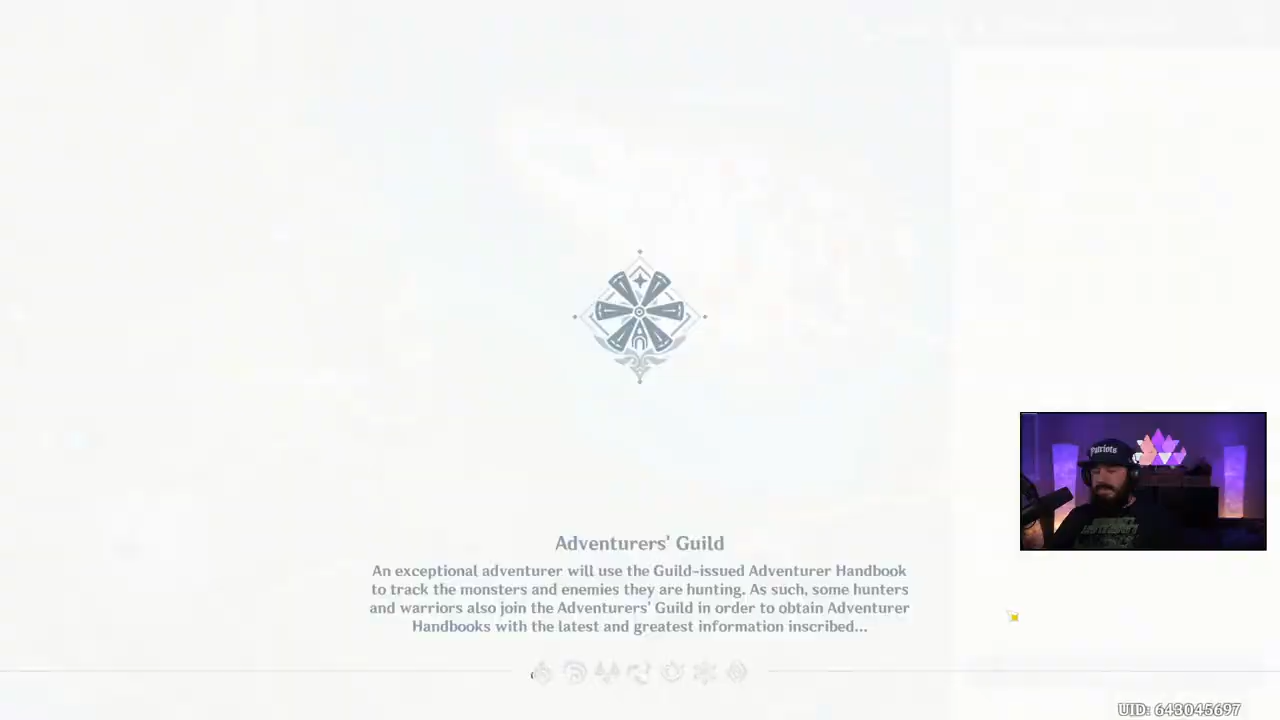 Patriots
Adventurers' Guild
An exceptional adventurer will use the Guild-issued Adventurer Handbook
to track the monsters and enemies they are hunting. As such, some hunters
and warriors also join the Adventurers' Guild in order to obtain Adventurer
Handbooks with the latest and greatest information inscribed...
UID: 643045697